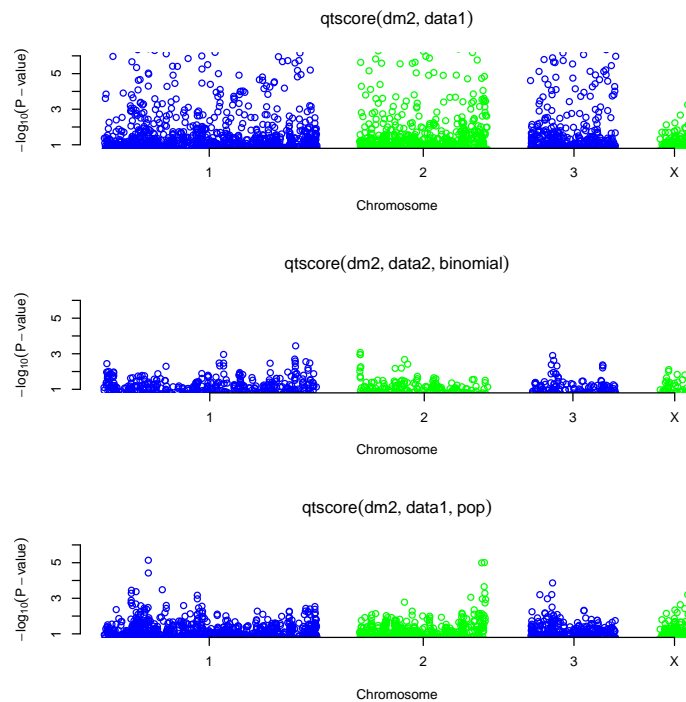 qtscore(dm2, data1)
−log10(P − value)
5
3
1
1 2 3 X
Chromosome
qtscore(dm2, data2, binomial)
−log10(P − value)
5
3
1
1 2 3 X
Chromosome
qtscore(dm2, data1, pop)
−log10(P − value)
5
3
1
1 2 3 X
Chromosome